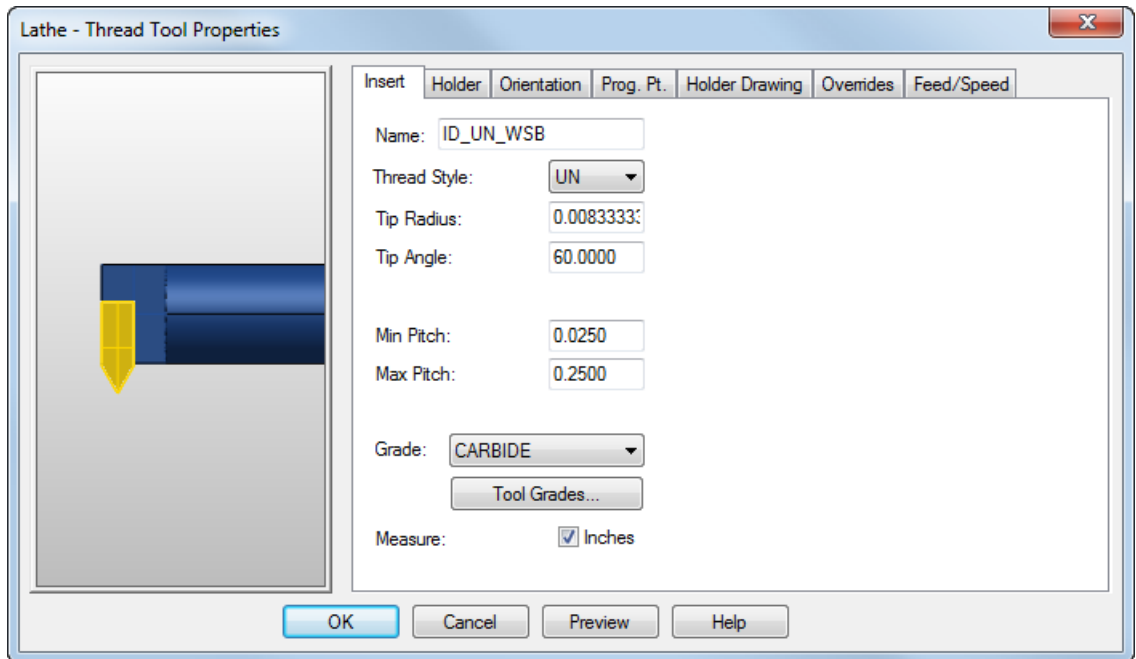 Lathe - Thread Tool Properties
Insert Holder Orientation Prog. Pt. Holder Drawing Overrides Feed/Speed
Name: ID_UN_WSB
Thread Style: UN
Tip Radius: 0.00833333
Tip Angle: 60.0000
Min Pitch: 0.0250
Max Pitch: 0.2500
Grade: CARBIDE
Tool Grades...
Measure: Inches
OK Cancel Preview Help